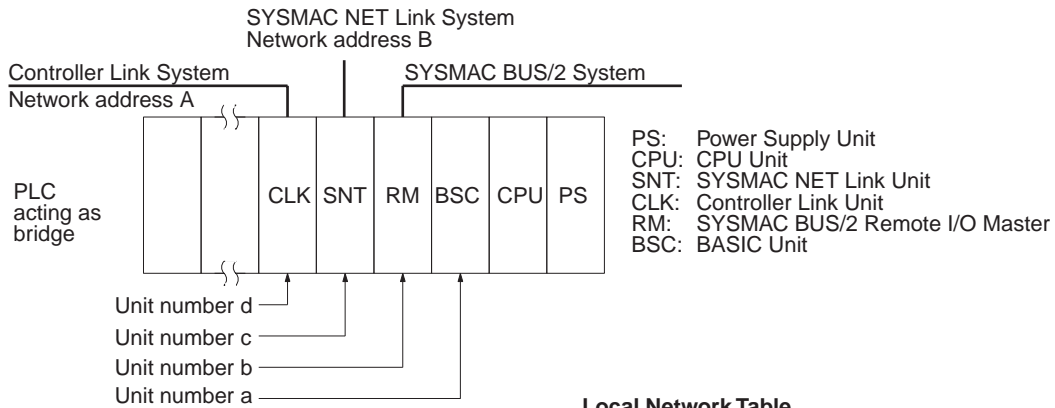 SYSMAC NET Link System
Network address B
Controller Link System
SYSMAC BUS/2 System
Network address A
PLC
acting as
bridge
CLK
SNT
RM
BSC
CPU
PS
PS: Power Supply Unit
CPU: CPU Unit
SNT: SYSMAC NET Link Unit
CLK: Controller Link Unit
RM: SYSMAC BUS/2 Remote I/O Master
BSC: BASIC Unit
Unit number d
Unit number c
Unit number b
Unit number a
Local Network Table